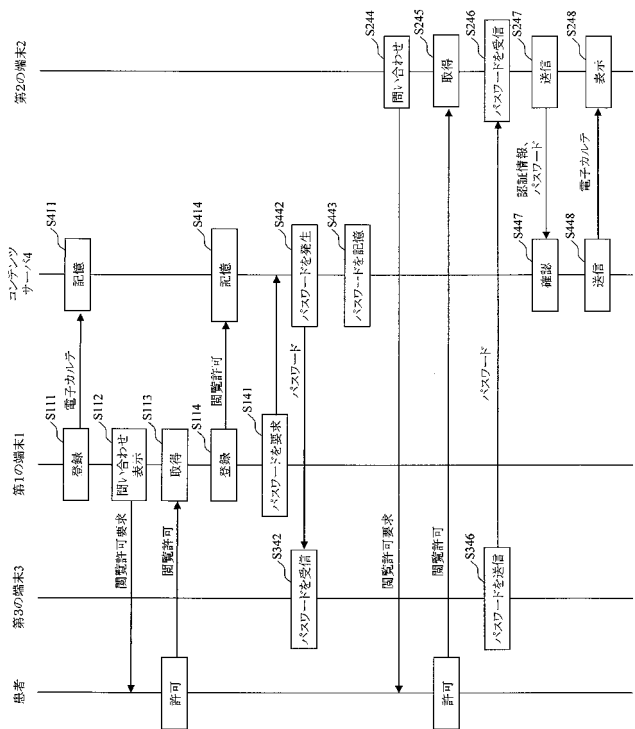 患者
第3の端末3
第1の端末1
コンテンツ
サーバS4
第2の端末2
S111
登録
電子カルテ
S411
記憶
S112
問い合わせ
表示
閲覧許可要求
許可
閲覧許可
S113
取得
S114
登録
閲覧許可
S414
記憶
S141
パスワードを要求
S442
パスワードを発生
パスワード
S342
パスワードを受信
S443
パスワードを記憶
S244
問い合わせ
閲覧許可要求
許可
閲覧許可
S245
取得
S346
パスワードを送信
パスワード
S246
パスワードを受信
S247
送信
認証情報、
パスワード
S447
確認
S448
送信
電子カルテ
S248
表示